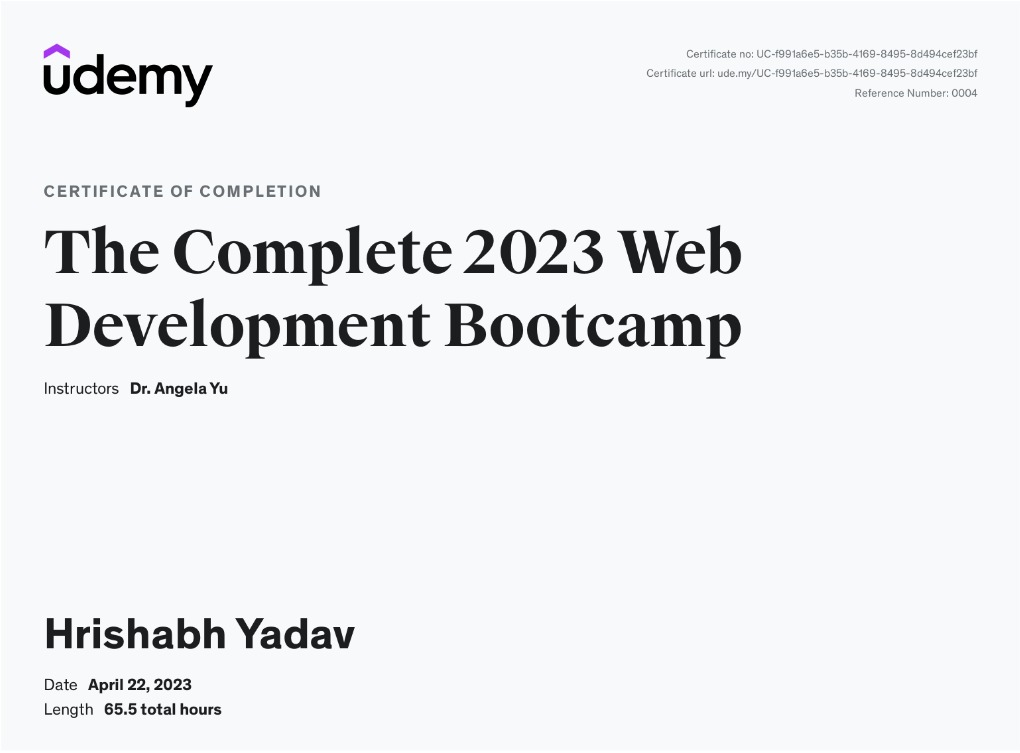 udemy
Certificate no: UC-f991a6e5-b35b-4169-8495-8d494cef23bf
Certificate url: ude.my/UC-f991a6e5-b35b-4169-8495-8d494cef23bf
Reference Number: 0004
CERTIFICATE OF COMPLETION
The Complete 2023 Web
Development Bootcamp
Instructors Dr. Angela Yu
Hrishabh Yadav
Date April 22, 2023
Length 65.5 total hours